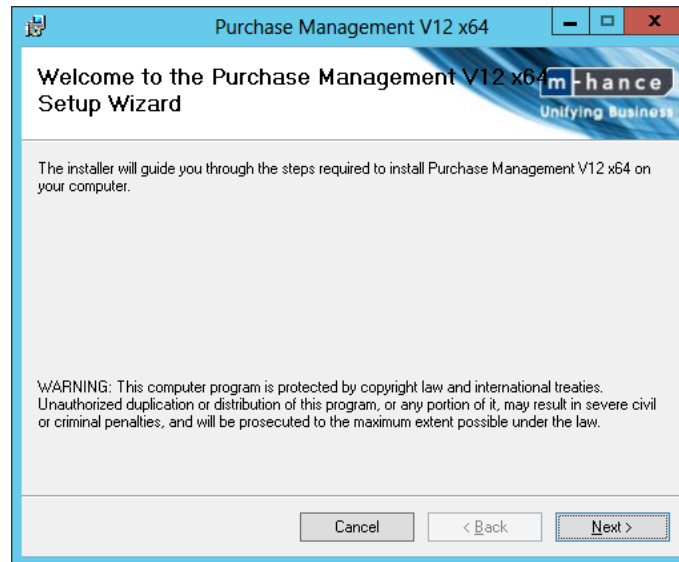 Purchase Management V12 x64
Welcome to the Purchase Management V12 x64
Setup Wizard
m-hance
Unifying Business
The installer will guide you through the steps required to install Purchase Management V12 x64 on
your computer.
WARNING: This computer program is protected by copyright law and international treaties.
Unauthorized duplication or distribution of this program, or any portion of it, may result in severe civil
or criminal penalties, and will be prosecuted to the maximum extent possible under the law.
Cancel
< Back
Next >